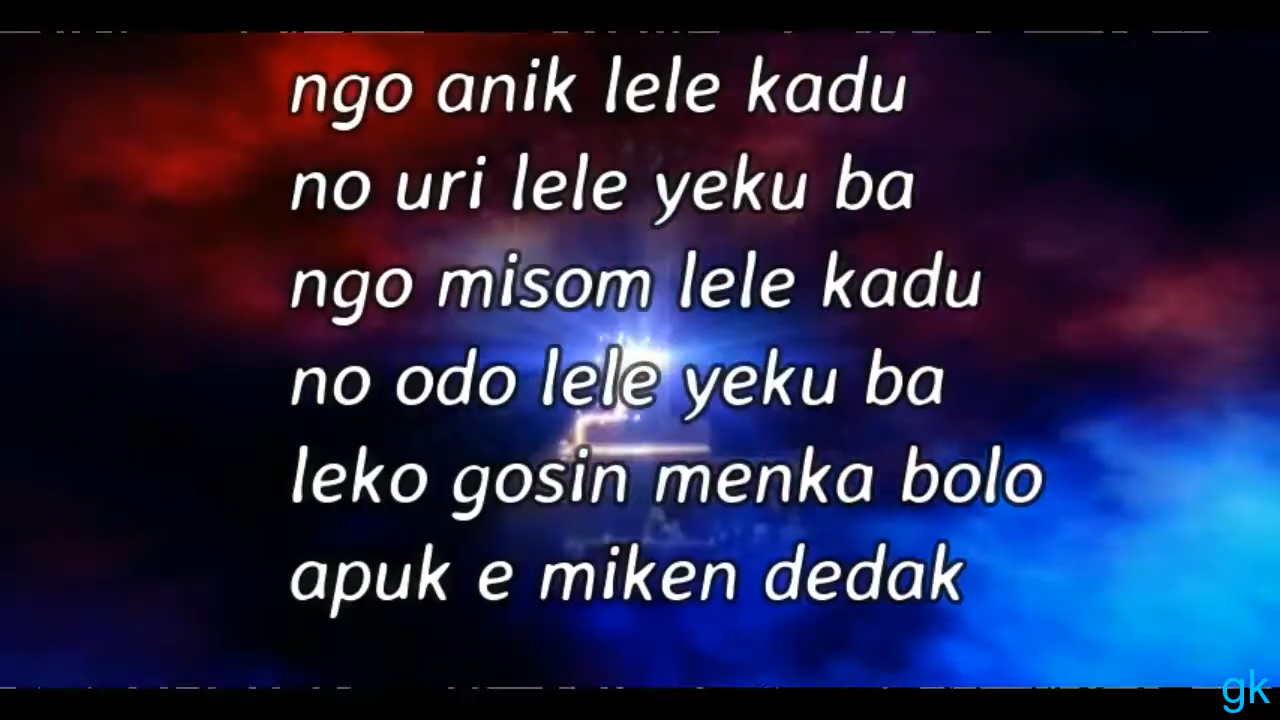 ngo anik lele kadu
no uri lele yeku ba
ngo misom lele kadu
no odo lele yeku ba
leko gosin menka bolo
apuk e miken dedak
gk